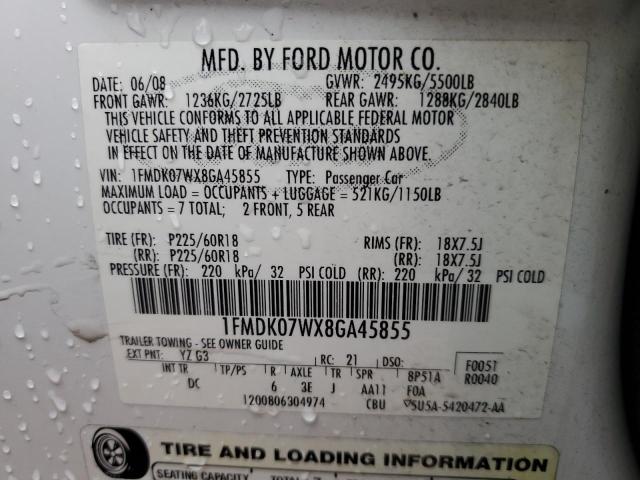 MFD. BY FORD MOTOR CO.
DATE: 06/08 GVWR: 2495KG/5500LB
FRONT GAWR: 1236KG/2725LB REAR GAWR: 1288KG/2840LB
THIS VEHICLE CONFORMS TO ALL APPLICABLE FEDERAL MOTOR
VEHICLE SAFETY AND THEFT PREVENTION STANDARDS
IN EFFECT ON THE DATE OF MANUFACTURE SHOWN ABOVE.
VIN: 1FMDK07WX8GA45855 TYPE: Passenger Car
MAXIMUM LOAD = OCCUPANTS + LUGGAGE = 521KG/1150LB
OCCUPANTS = 7 TOTAL; 2 FRONT, 5 REAR
TIRE (FR): P225/60R18 RIMS (FR): 18X7.5J
(RR): P225/60R18 (RR): 18X7.5J
PRESSURE (FR): 220 kPa/ 32 PSI COLD (RR): 220 kPa/ 32 PSI COLD
1FMDK07WX8GA45855
TRAILER TOWING - SEE OWNER GUIDE
EXT PNT: YZ G3 RC: 21 DSO: F0051
INT TR TP/PS R AXLE TR SPR 8P51A R0040
DC 6 3E J AA11 F0A
1200806304974 CBU 5U5A-5420472-AA
TIRE AND LOADING INFORMATION
SEATING CAPACITY